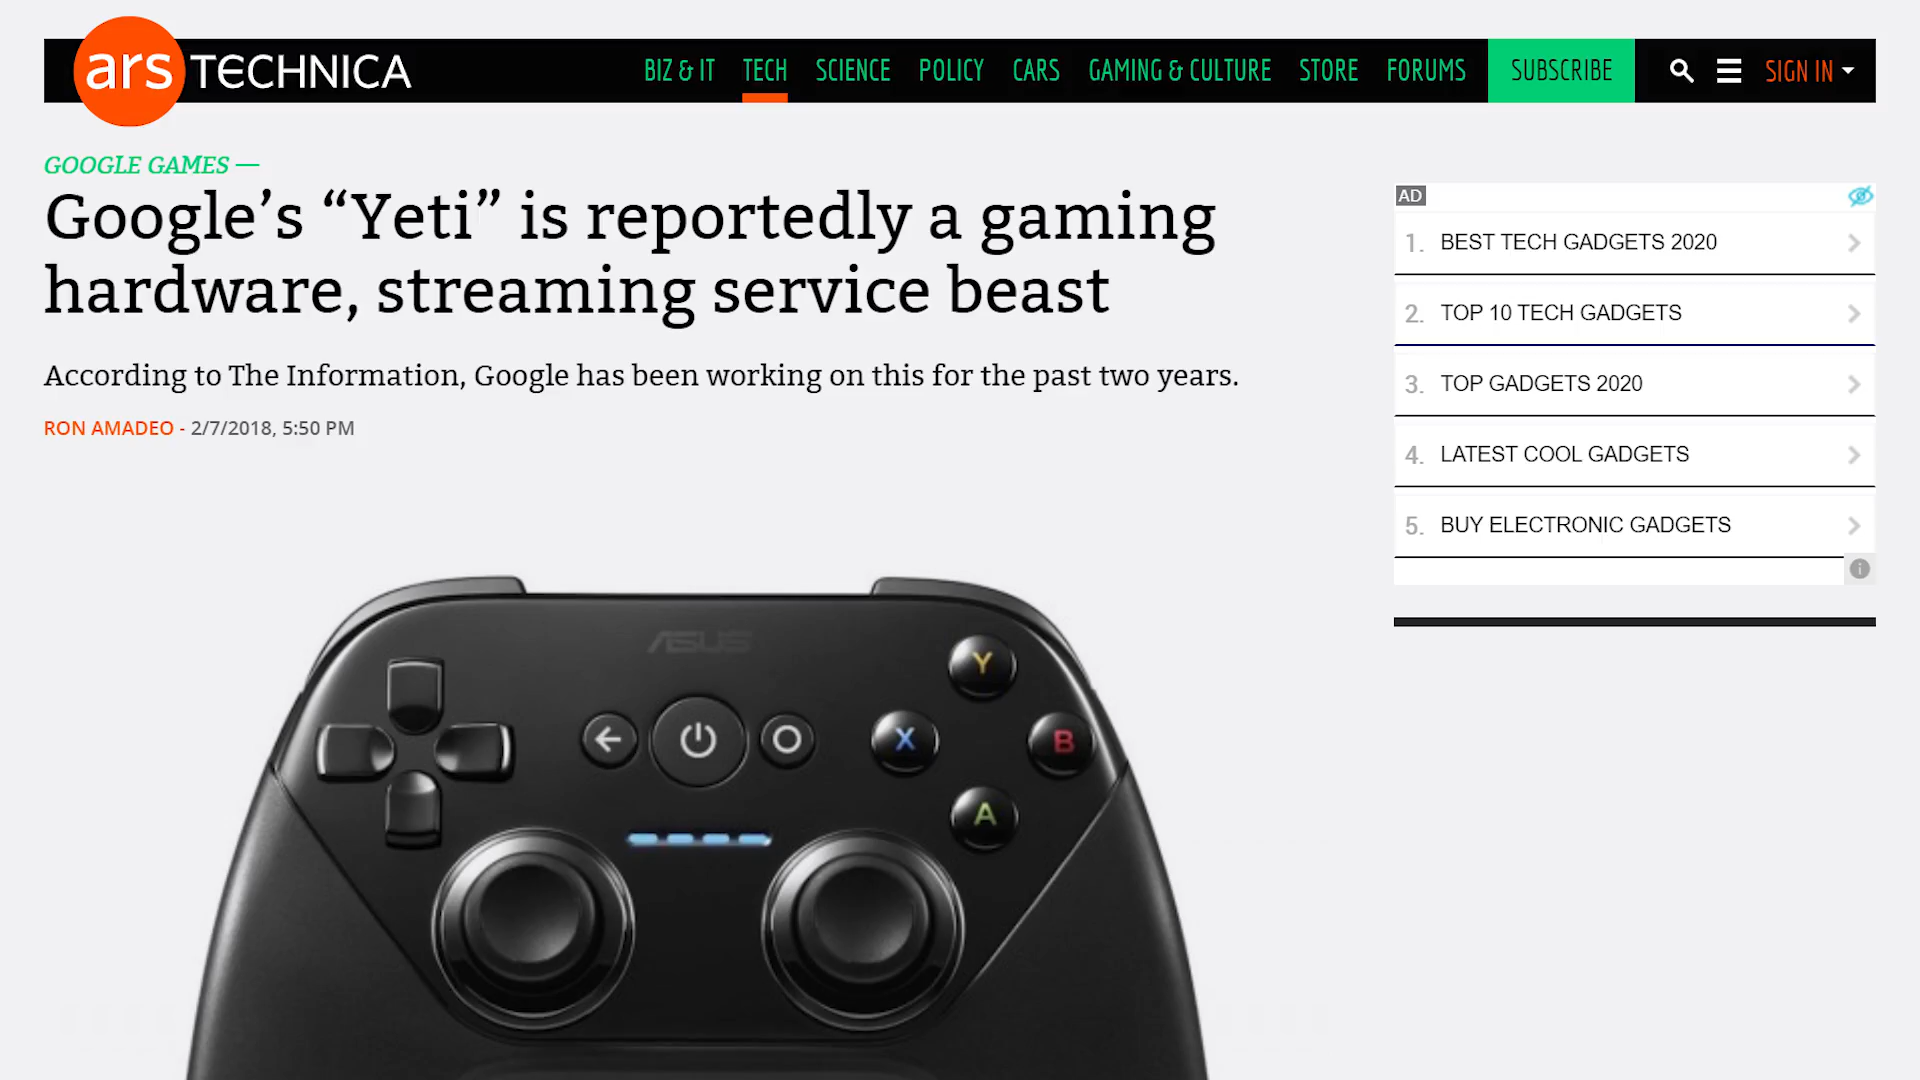 ars TECHNICA
BIZ & IT TECH SCIENCE POLICY CARS GAMING & CULTURE STORE FORUMS SUBSCRIBE SIGN IN
GOOGLE GAMES —
Google’s “Yeti” is reportedly a gaming
hardware, streaming service beast
According to The Information, Google has been working on this for the past two years.
RON AMADEO - 2/7/2018, 5:50 PM
AD
1. BEST TECH GADGETS 2020
2. TOP 10 TECH GADGETS
3. TOP GADGETS 2020
4. LATEST COOL GADGETS
5. BUY ELECTRONIC GADGETS
ASUS
Y
X
B
A